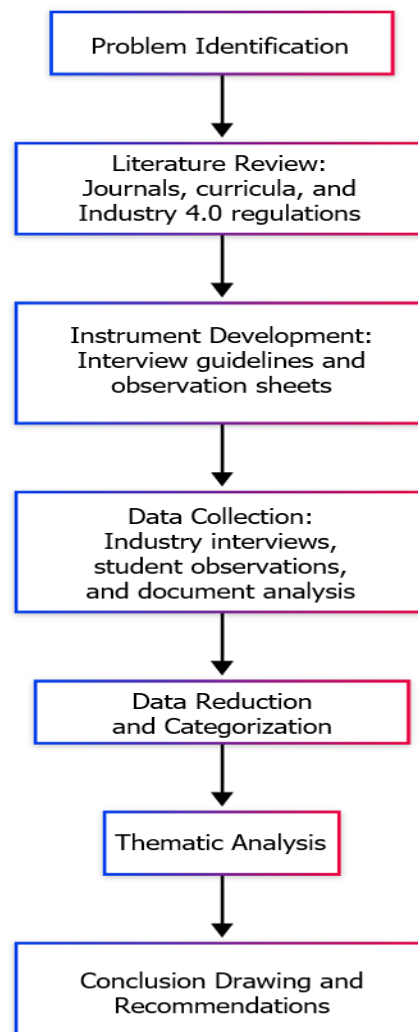 Problem Identification
Literature Review:
Journals, curricula, and
Industry 4.0 regulations
Instrument Development:
Interview guidelines and
observation sheets
Data Collection:
Industry interviews,
student observations,
and document analysis
Data Reduction
and Categorization
Thematic Analysis
Conclusion Drawing and
Recommendations